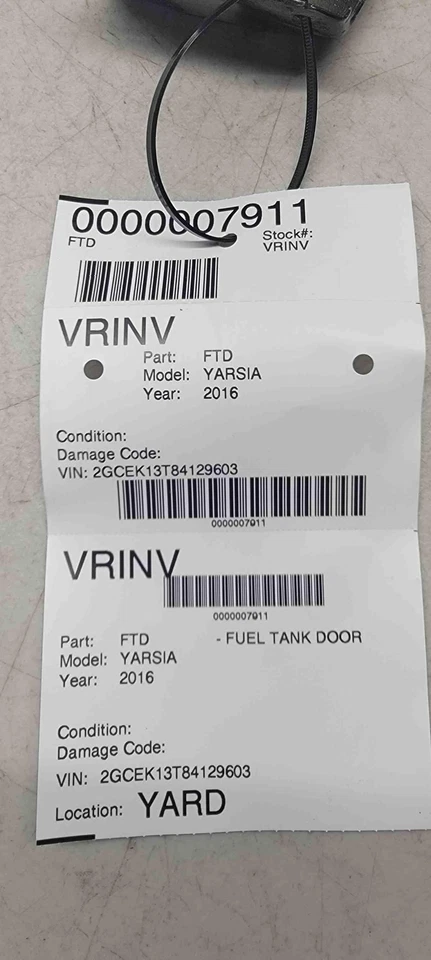 0000007911
FTD
Stock#:
VRINV
VRINV
Part: FTD
Model: YARSIA
Year: 2016
Condition:
Damage Code:
VIN: 2GCEK13T84129603
0000007911
VRINV
0000007911
Part: FTD - FUEL TANK DOOR
Model: YARSIA
Year: 2016
Condition:
Damage Code:
VIN: 2GCEK13T84129603
Location: YARD